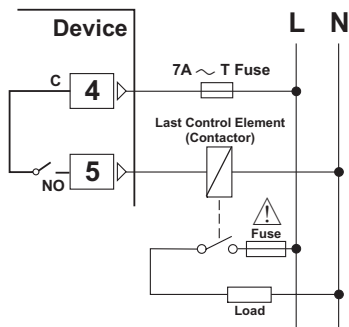 Device
L N
C 4
7A ~ T Fuse
Last Control Element
(Contactor)
NO 5
Fuse
Load